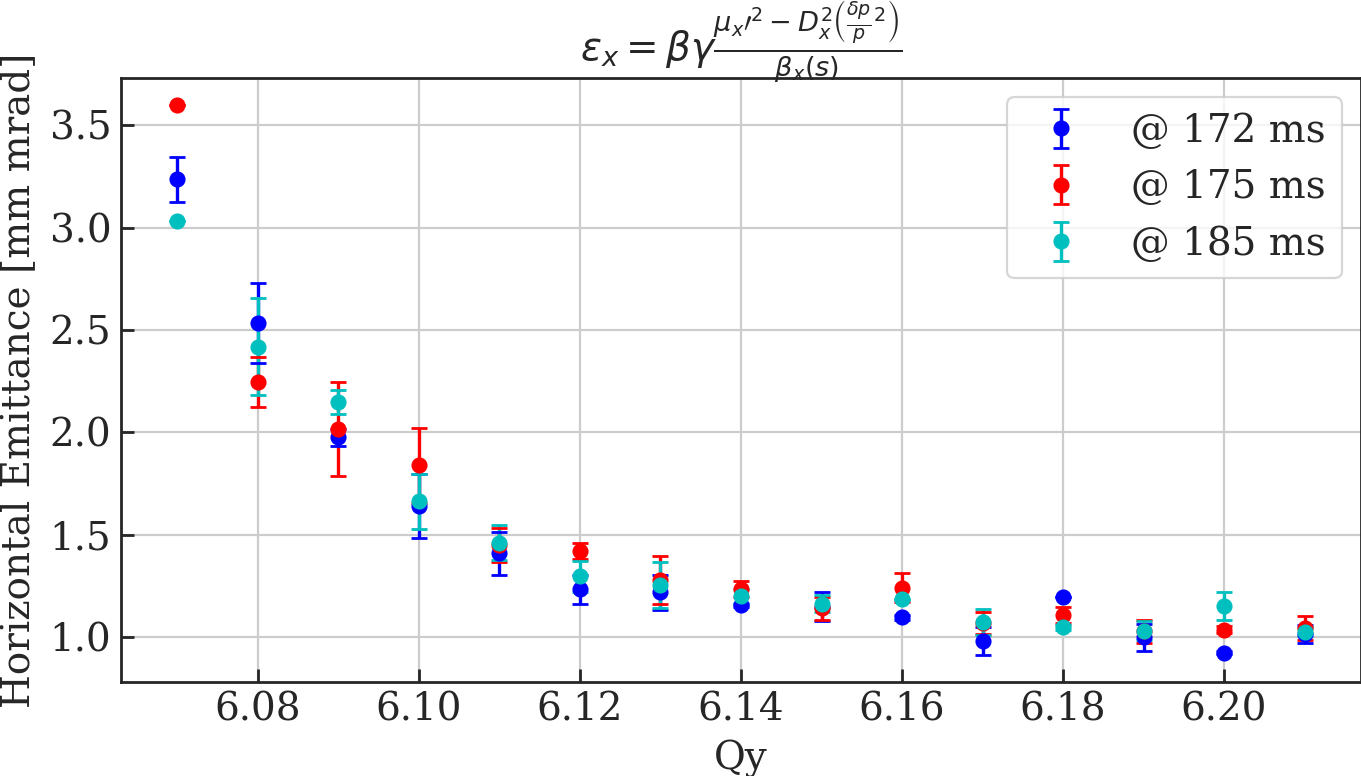 εₓ = βγ (μₓ′² − Dₓ²(δp/p ²)) / βₓ(s)
Horizontal Emittance [mm mrad]
3.5
3.0
2.5
2.0
1.5
1.0
@ 172 ms
@ 175 ms
@ 185 ms
6.08 6.10 6.12 6.14 6.16 6.18 6.20
Qy